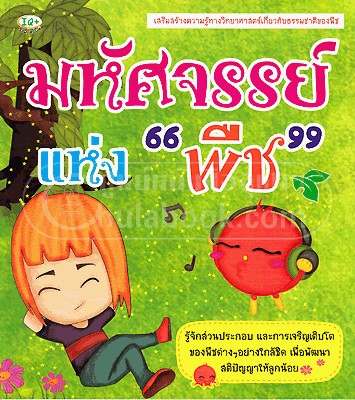 IQ+
เสริมสร้างความรู้ทางวิทยาศาสตร์เกี่ยวกับธรรมชาติของพืช
มหัศจรรย์
แห่ง “พืช”
รู้จักส่วนประกอบ และการเจริญเติบโต
ของพืชต่างๆอย่างใกล้ชิด เพื่อพัฒนา
สติปัญญาให้ลูกน้อย